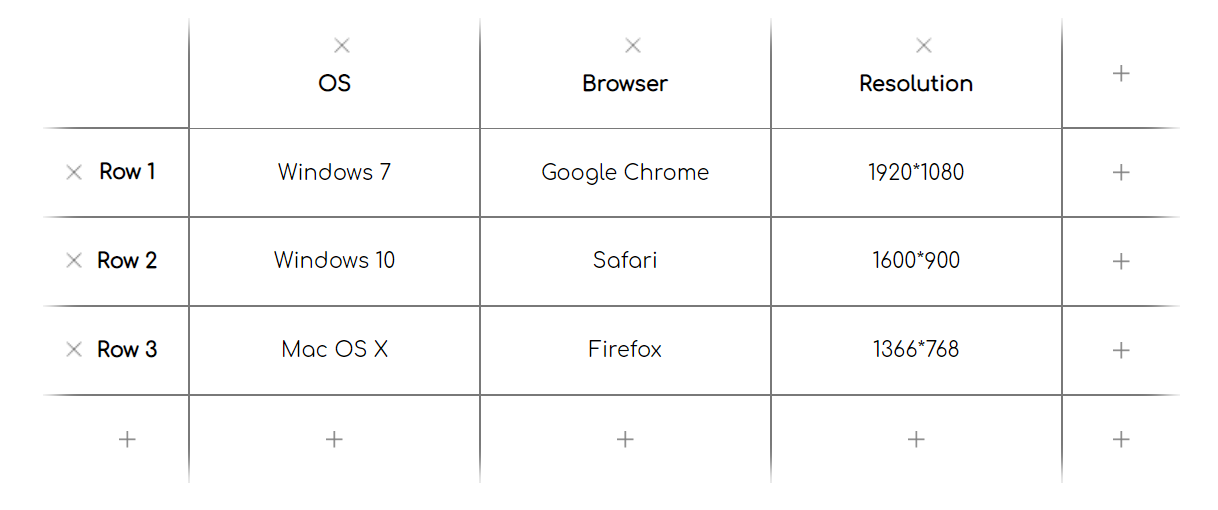 OS Browser Resolution
Row 1 Windows 7 Google Chrome 1920*1080
Row 2 Windows 10 Safari 1600*900
Row 3 Mac OS X Firefox 1366*768